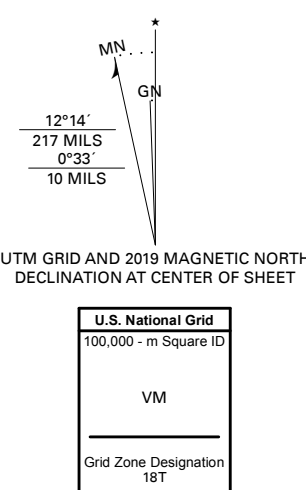 ★
MN
GN
12°14´
217 MILS
0°33´
10 MILS
UTM GRID AND 2019 MAGNETIC NORTH
DECLINATION AT CENTER OF SHEET
U.S. National Grid
100,000 - m Square ID
VM
Grid Zone Designation
18T